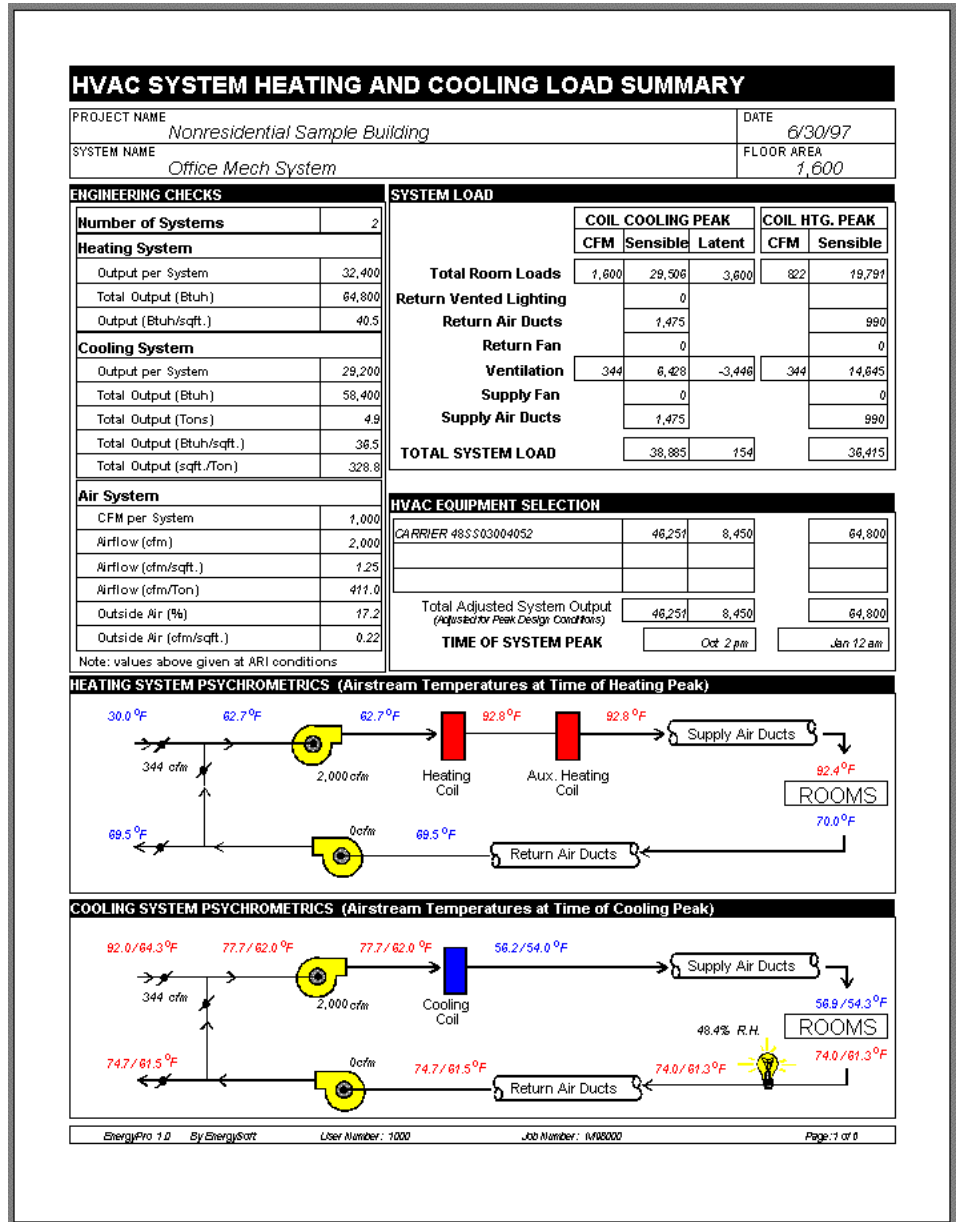 HVAC SYSTEM HEATING AND COOLING LOAD SUMMARY
PROJECT NAME
Nonresidential Sample Building
DATE
6/30/97
SYSTEM NAME
Office Mech System
FLOOR AREA
1,600
ENGINEERING CHECKS
Number of Systems 2
Heating System
Output per System 32,400
Total Output (Btuh) 64,800
Output (Btuh/sqft.) 40.5
Cooling System
Output per System 29,200
Total Output (Btuh) 58,400
Total Output (Tons) 4.9
Total Output (Btuh/sqft.) 36.5
Total Output (sqft./Ton) 328.8
Air System
CFM per System 1,000
Airflow (cfm) 2,000
Airflow (cfm/sqft.) 1.25
Airflow (cfm/Ton) 411.0
Outside Air (%) 17.2
Outside Air (cfm/sqft.) 0.22
Note: values above given at ARI conditions
SYSTEM LOAD
COIL COOLING PEAK COIL HTG. PEAK
CFM Sensible Latent CFM Sensible
Total Room Loads 1,600 29,506 3,600 822 19,791
Return Vented Lighting 0
Return Air Ducts 1,475 990
Return Fan 0 0
Ventilation 344 6,428 -3,446 344 14,645
Supply Fan 0 0
Supply Air Ducts 1,475 990
TOTAL SYSTEM LOAD 38,885 154 36,415
HVAC EQUIPMENT SELECTION
CARRIER 48SS03004052 46,251 8,450 64,800
Total Adjusted System Output 46,251 8,450 64,800
(Adjusted for Peak Design Conditions)
TIME OF SYSTEM PEAK Oct 2 pm Jan 12 am
HEATING SYSTEM PSYCHROMETRICS (Airstream Temperatures at Time of Heating Peak)
30.0 °F 62.7 °F 62.7 °F 92.8 °F 92.8 °F
Supply Air Ducts
344 cfm
2,000 cfm
Heating Coil
Aux. Heating Coil
92.4 °F
ROOMS
70.0 °F
69.5 °F 0 cfm 69.5 °F
Return Air Ducts
COOLING SYSTEM PSYCHROMETRICS (Airstream Temperatures at Time of Cooling Peak)
92.0/64.3 °F 77.7/62.0 °F 77.7/62.0 °F 56.2/54.0 °F
Supply Air Ducts
344 cfm
2,000 cfm
Cooling Coil
56.9/54.3 °F
48.4% R.H. ROOMS
74.0/61.3 °F
74.7/61.5 °F 0 cfm 74.7/61.5 °F 74.0/61.3 °F
Return Air Ducts
EnergyPro 1.0 By EnergySoft User Number: 1000 Job Number: Page:1 of 6